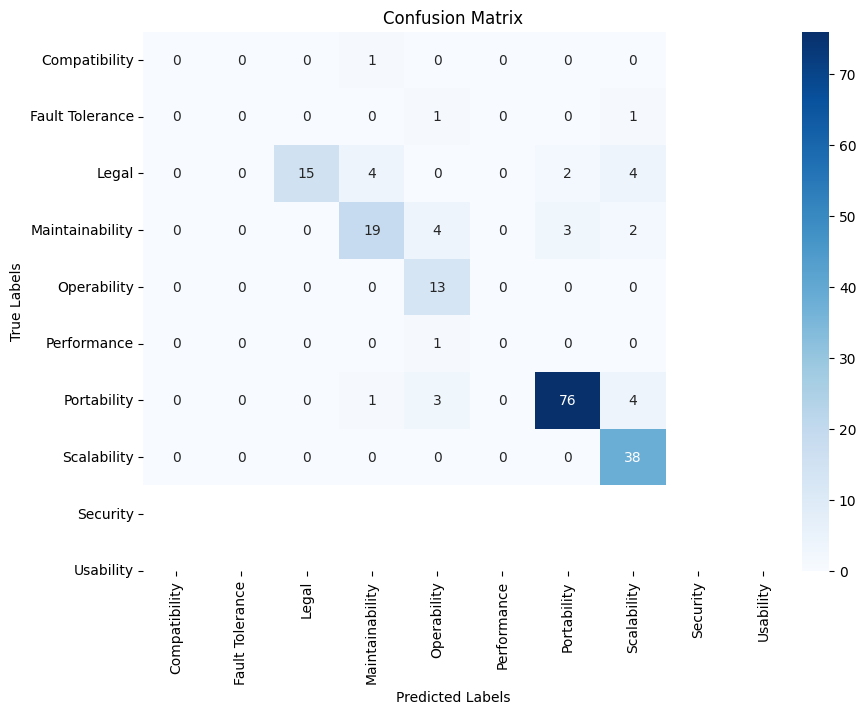 Confusion Matrix
Compatibility 0 0 0 1 0 0 0 0
Fault Tolerance 0 0 0 0 1 0 0 1
Legal 0 0 15 4 0 0 2 4
Maintainability 0 0 0 19 4 0 3 2
Operability 0 0 0 0 13 0 0 0
Performance 0 0 0 0 1 0 0 0
Portability 0 0 0 1 3 0 76 4
Scalability 0 0 0 0 0 0 0 38
Security
Usability
True Labels
Compatibility
Fault Tolerance
Legal
Maintainability
Operability
Performance
Portability
Scalability
Security
Usability
Predicted Labels
70
60
50
40
30
20
10
0